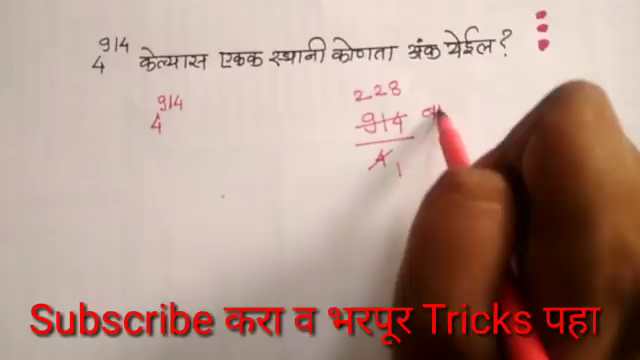 4^914 केल्यास एकक स्थानी कोणता अंक येईल?
4^914
228
914
4
1
Subscribe करा व भरपूर Tricks पहा